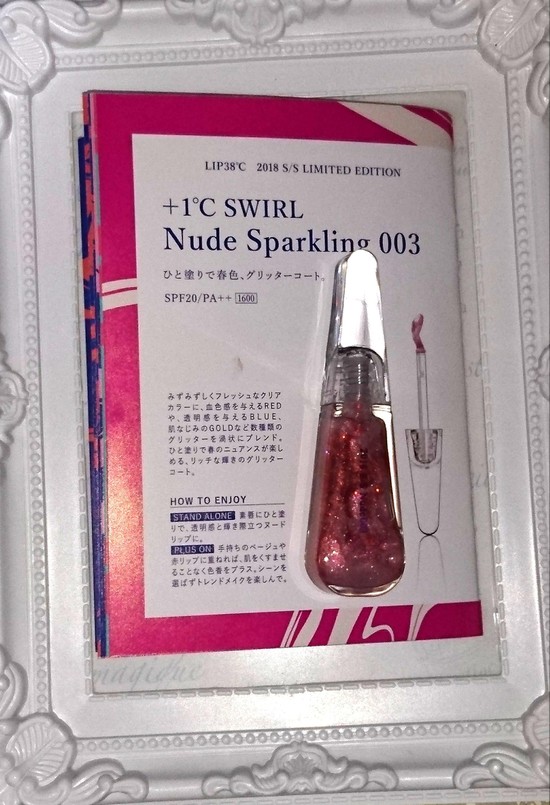 LIP38℃ 2018 S/S LIMITED EDITION
+1℃ SWIRL
Nude Sparkling 003
ひと塗りで春色、グリッターコート。
SPF20/PA++ 1600
みずみずしくフレッシュなクリア
カラーに、血色感を与えるRED
や、透明感を与えるBLUE、
肌なじみのGOLDなど数種類の
グリッターを渦状にブレンド。
ひと塗りで春のニュアンスが楽し
める、リッチな輝きのグリッター
コート。
HOW TO ENJOY
STAND ALONE 素唇にひと塗
りで、透明感と輝き際立つヌード
リップに。
PLUS ON 手持ちのベージュや
赤リップに重ねれば、肌をくすませ
ることなく色香をプラス。シーンを
選ばずトレンドメイクを楽しんで。
magique